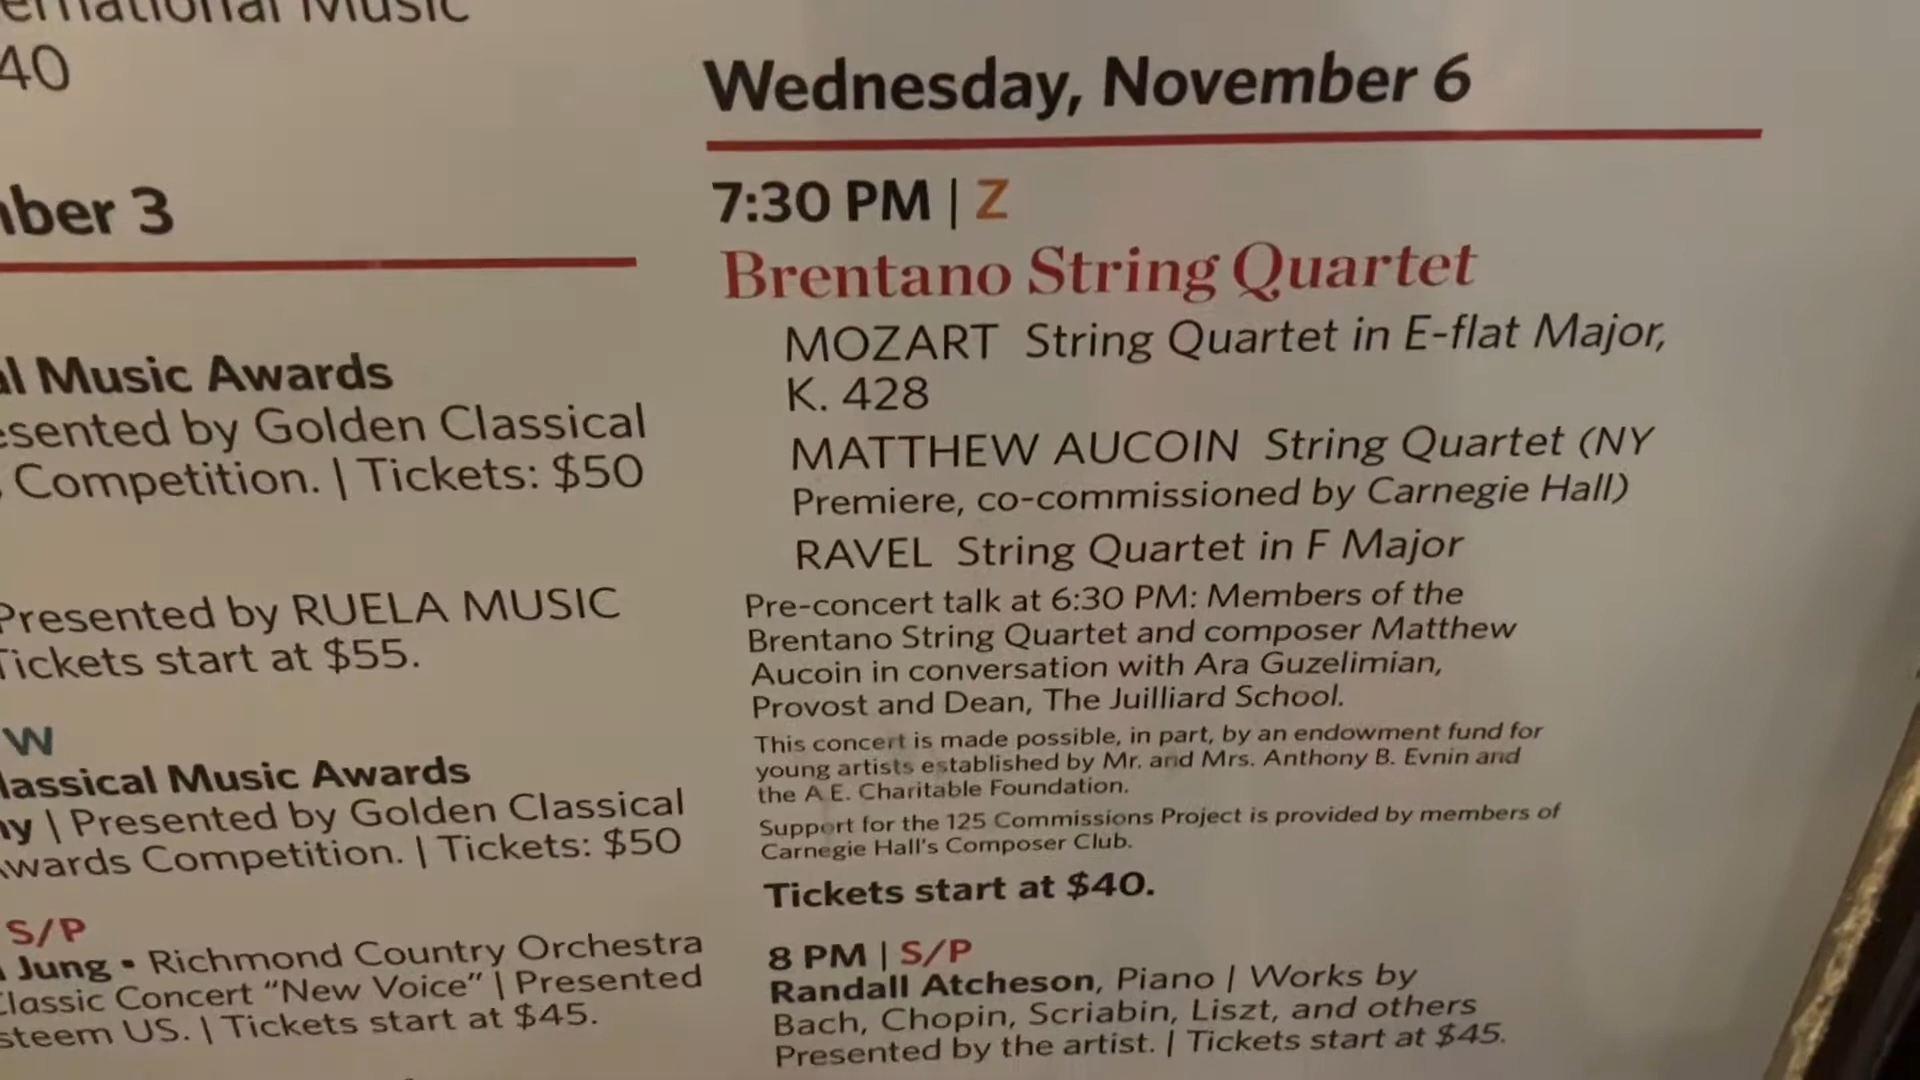 ernational Music
40
ber 3
al Music Awards
esented by Golden Classical
Competition. | Tickets: $50
Presented by RUELA MUSIC
Tickets start at $55.
W
lassical Music Awards
ny | Presented by Golden Classical
Awards Competition. | Tickets: $50
S/P
Jung • Richmond Country Orchestra
Classic Concert “New Voice” | Presented
steem US. | Tickets start at $45.
Wednesday, November 6
7:30 PM | Z
Brentano String Quartet
MOZART String Quartet in E-flat Major,
K. 428
MATTHEW AUCOIN String Quartet (NY
Premiere, co-commissioned by Carnegie Hall)
RAVEL String Quartet in F Major
Pre-concert talk at 6:30 PM: Members of the
Brentano String Quartet and composer Matthew
Aucoin in conversation with Ara Guzelimian,
Provost and Dean, The Juilliard School.
This concert is made possible, in part, by an endowment fund for
young artists established by Mr. and Mrs. Anthony B. Evnin and
the A.E. Charitable Foundation.
Support for the 125 Commissions Project is provided by members of
Carnegie Hall's Composer Club.
Tickets start at $40.
8 PM | S/P
Randall Atcheson, Piano | Works by
Bach, Chopin, Scriabin, Liszt, and others
Presented by the artist. | Tickets start at $45.